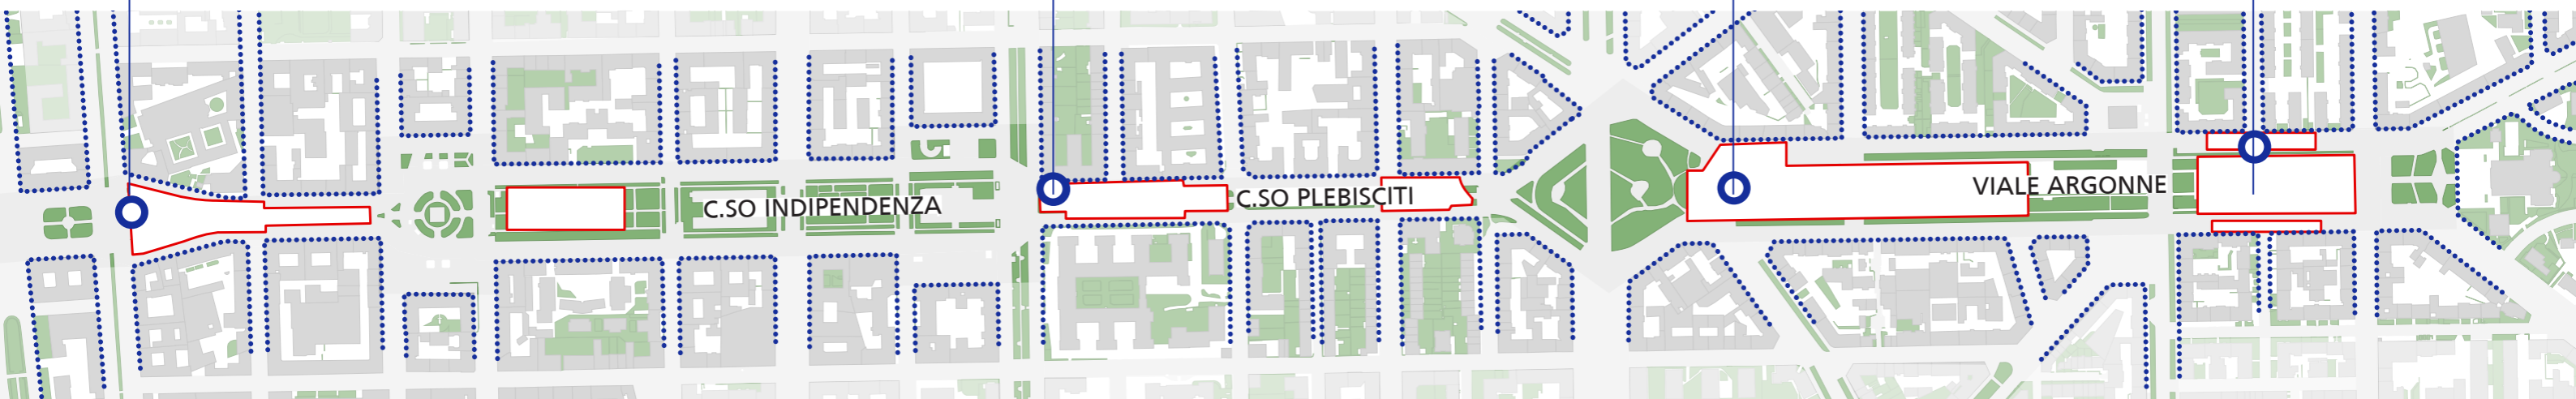 C.SO INDIPENDENZA
C.SO PLEBISCITI
VIALE ARGONNE